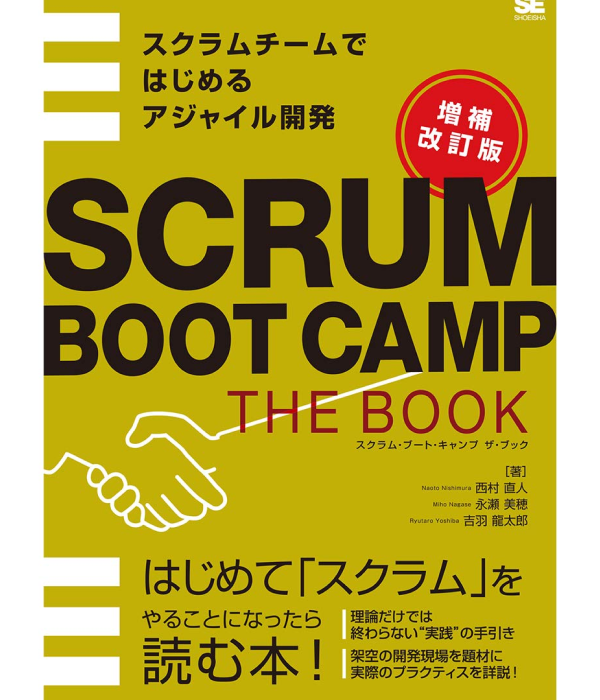 SE
SHOEISHA
スクラムチームで
はじめる
アジャイル開発
増補
改訂版
SCRUM
BOOT CAMP
THE BOOK
スクラム・ブート・キャンプ ザ・ブック
[著]
Naoto Nishimura 西村 直人
Miho Nagase 永瀬 美穂
Ryutaro Yoshiba 吉羽 龍太郎
はじめて「スクラム」を
やることになったら
読む本!
理論だけでは
終わらない“実践”の手引き
架空の開発現場を題材に
実際のプラクティスを詳説!